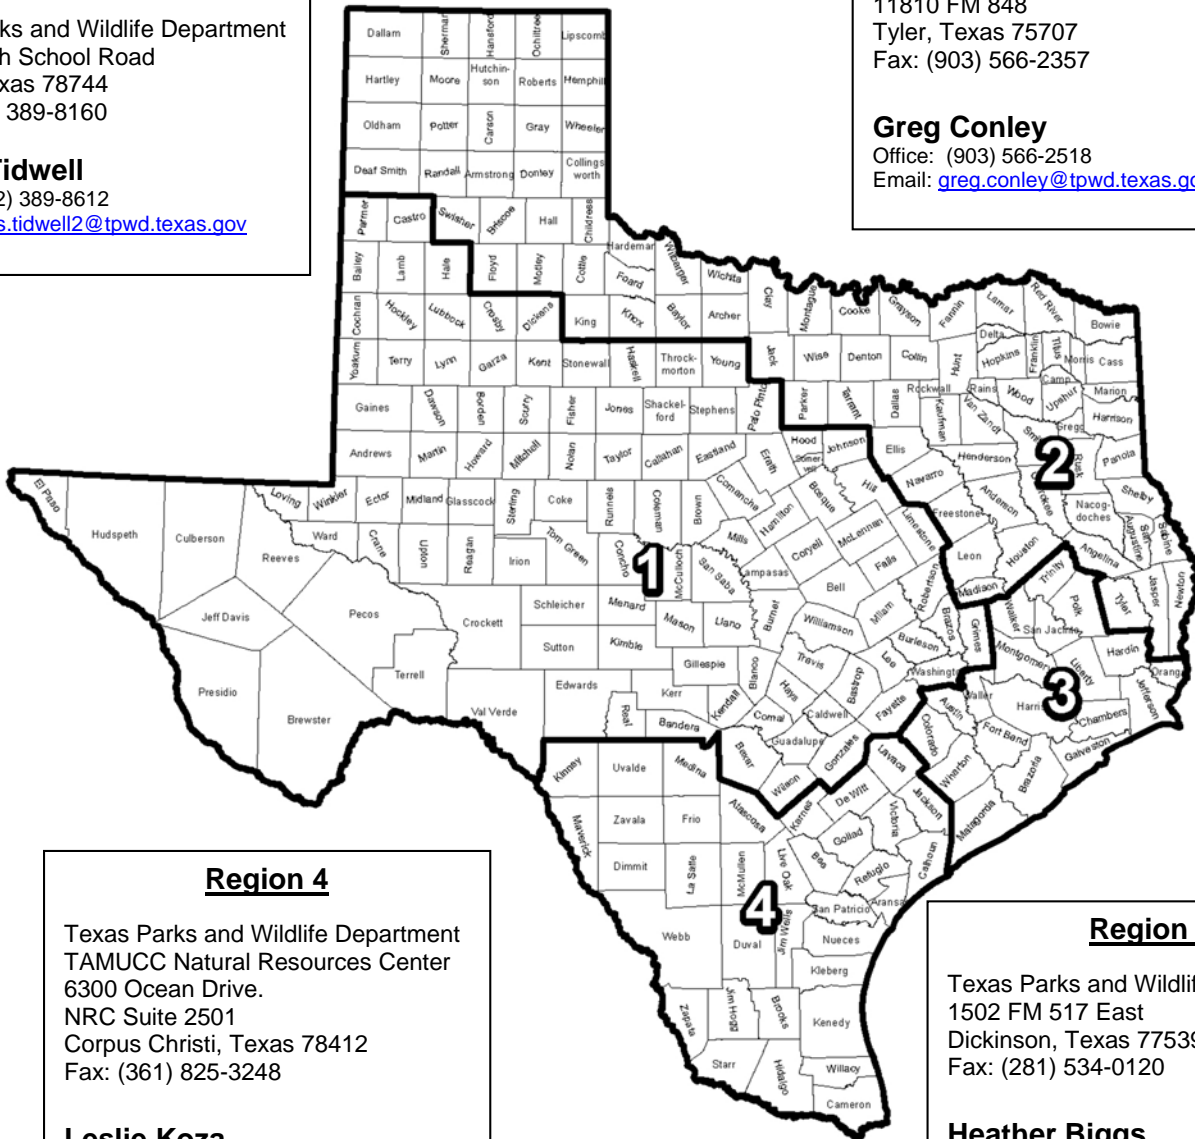 ks and Wildlife Department
h School Road
xas 78744
389-8160
Tidwell
2) 389-8612
s.tidwell2@tpwd.texas.gov
11810 FM 848
Tyler, Texas 75707
Fax: (903) 566-2357
Greg Conley
Office: (903) 566-2518
Email: greg.conley@tpwd.texas.go
Dallam Sherman Hansford Ochiltree Lipscomb
Hartley Moore Hutchin-son Roberts Hemphill
Oldham Potter Carson Gray Wheeler
Deaf Smith Randall Armstrong Donley Collings worth
Parmer Castro Swisher Briscoe Hall Childress
Bailey Lamb Hale Floyd Motley Cottle Hardeman Foard Wilbarger Wichita
Cochran Hockley Lubbock Crosby Dickens King Knox Baylor Archer Clay Montague Cooke Grayson Fannin Lamar Red River Bowie
Delta
Yoakum Terry Lynn Garza Kent Stonewall Haskell Throck-morton Young Jack Wise Denton Collin Hunt Hopkins Franklin Titus Morris Cass
Gaines Dawson Borden Scurry Fisher Jones Shackel-ford Stephens Palo Pinto Parker Tarrant Dallas Rockwall Kaufman Rains Wood Camp Upshur Marion
Van Zandt Gregg Harrison
Andrews Martin Howard Mitchell Nolan Taylor Callahan Eastland Erath Hood Somer-vell Johnson Ellis Henderson Smi Rusk Panola
2
El Paso Hudspeth Culberson Reeves Loving Winkler Ector Midland Glasscock Sterling Coke Runnels Coleman Brown Comanche Hamilton Bosque Hill Navarro Anderson okee Nacog-doches Shelby
Ward Crane Upton Reagan Irion Tom Green Concho McCulloch San Saba Mills Lampasas Coryell McLennan Limestone Freestone Leon Houston Angelina San Augustine Sabine
1
Falls Bell Robertson Madison Trinity Polk Tyler Jasper Newton
Jeff Davis Pecos Terrell Crockett Schleicher Menard Mason Llano Burnet Williamson Milam Brazos Grimes Walker San Jacinto
Sutton Kimble Gillespie Blanco Travis Lee Burleson Washington Montgomery Liberty Hardin Orang
Presidio Brewster Val Verde Edwards Real Kerr Kendall Bandera Comal Hays Caldwell Bastrop Fayette Austin Waller Harri Chambers Jefferson
3
Guadalupe Gonzales Colorado Fort Bend Galveston
Kinney Uvalde Medina Bexar Wilson Lavaca Wharton Brazoria
Maverick Zavala Frio Atascosa Karnes De Witt Jackson Matagorda
Dimmit La Salle McMullen Live Oak Bee Goliad Victoria Calhoun
Refugio Aransa
4
San Patricio
Webb Duval Jim Wells Nueces
Kleberg
Zapata Jim Hogg Brooks Kenedy
Starr Hidalgo Willacy
Cameron
Region 4
Texas Parks and Wildlife Department
TAMUCC Natural Resources Center
6300 Ocean Drive.
NRC Suite 2501
Corpus Christi, Texas 78412
Fax: (361) 825-3248
Leslie Koza
Region
Texas Parks and Wildlif
1502 FM 517 East
Dickinson, Texas 77539
Fax: (281) 534-0120
Heather Biggs